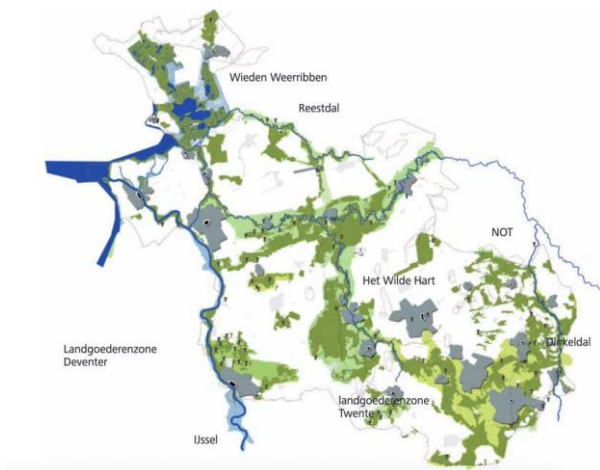 Wieden Weerribben
Reestdal
NOT
Het Wilde Hart
Dinkeldal
Landgoederenzone
Deventer
landgoederenzone
Twente
IJssel